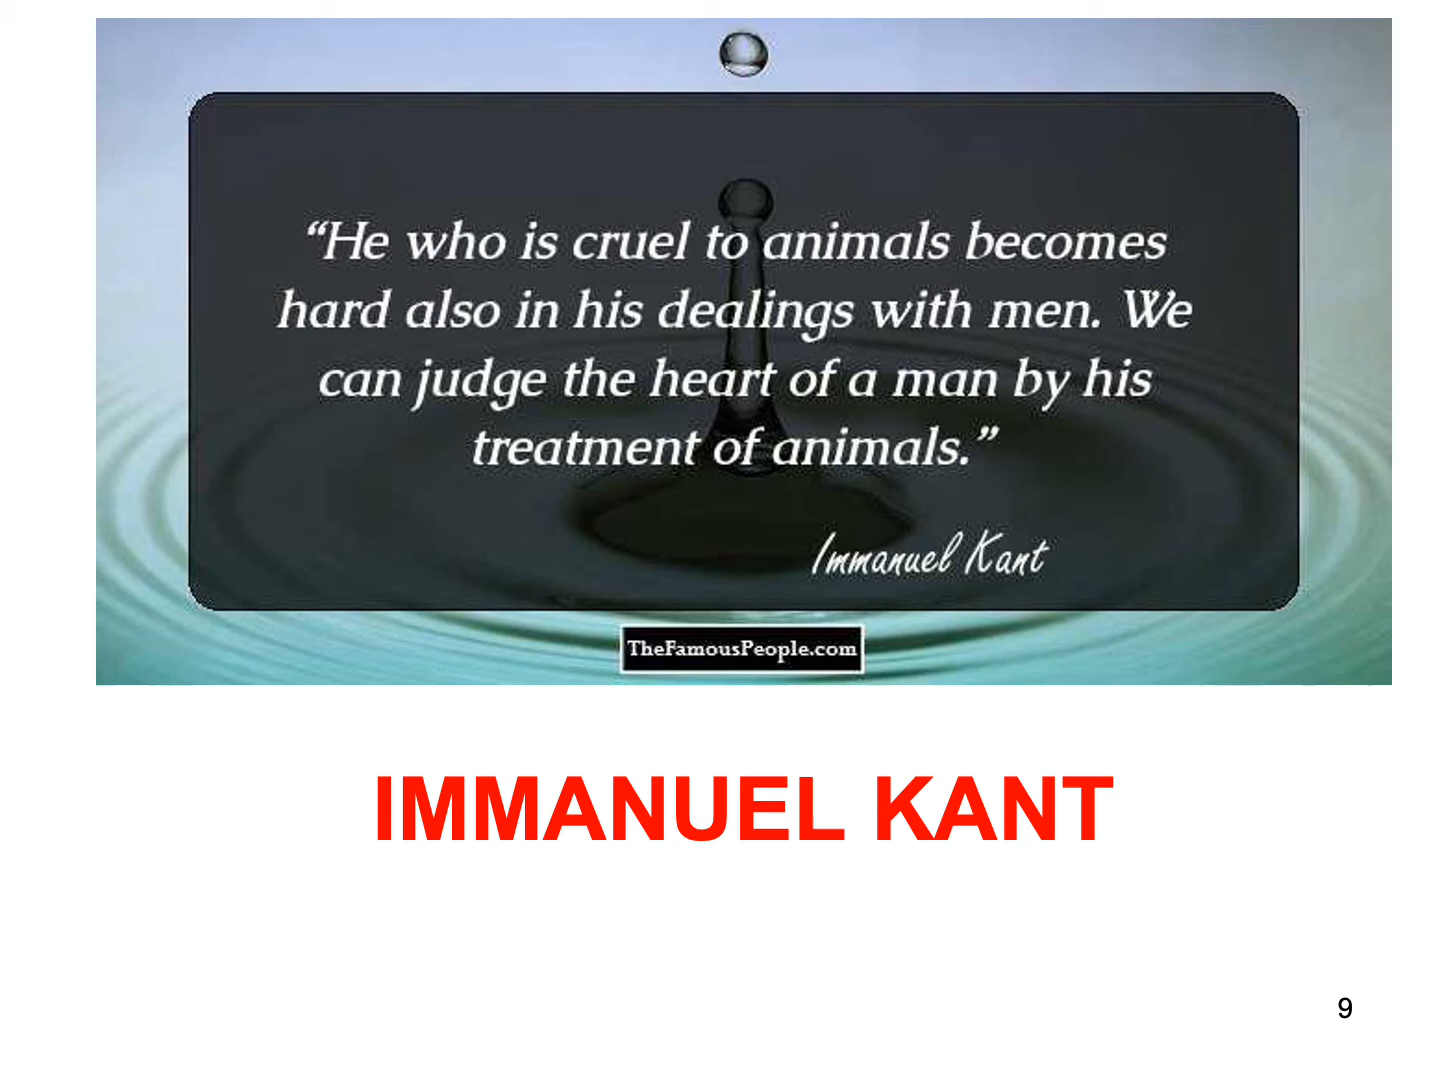 “He who is cruel to animals becomes
hard also in his dealings with men. We
can judge the heart of a man by his
treatment of animals.”
Immanuel Kant
TheFamousPeople.com
IMMANUEL KANT
9